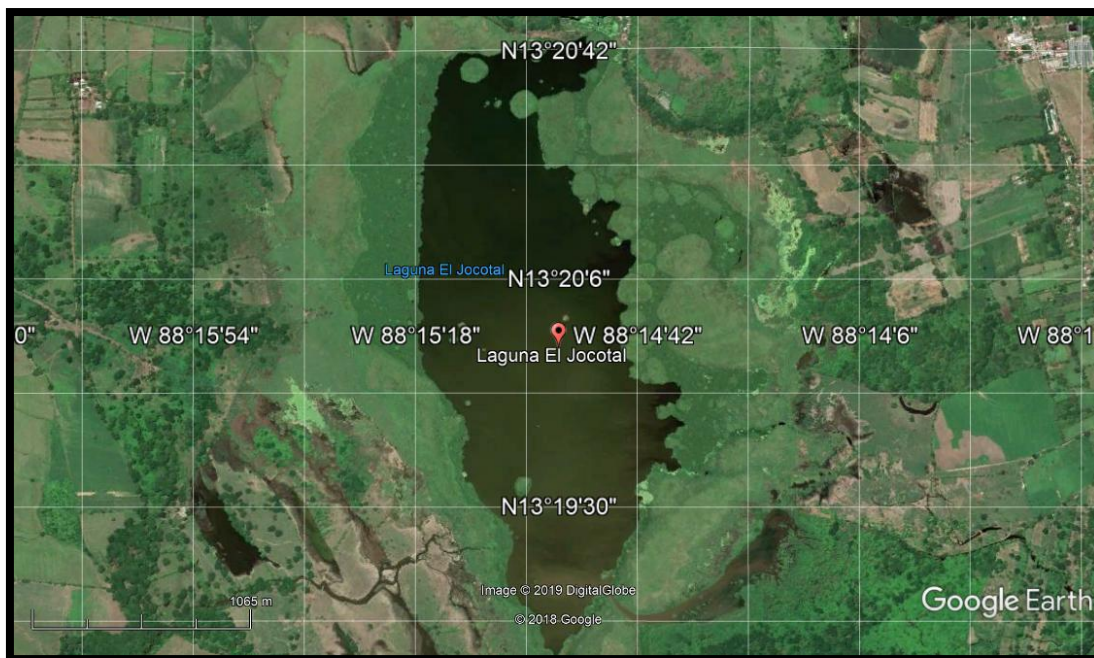 N13°20'42"
Laguna El Jocotal
N13°20'6"
0"
W 88°15'54"
W 88°15'18"
W 88°14'42"
W 88°14'6"
W 88°1
Laguna El Jocotal
N13°19'30"
Image © 2019 DigitalGlobe
1065 m
© 2018 Google
Google Earth